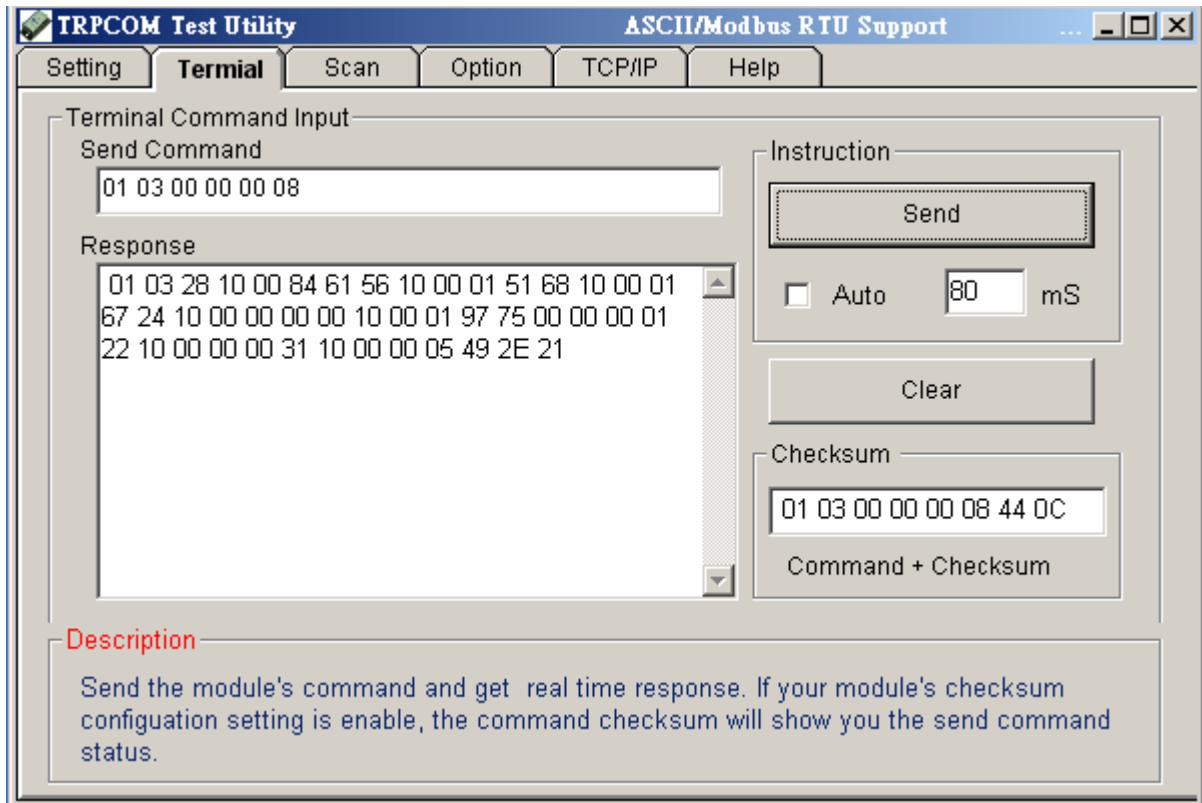 TRPCOM Test Utility ASCII/Modbus RTU Support ...
Setting Termial Scan Option TCP/IP Help
Terminal Command Input
Send Command
01 03 00 00 00 08
Response
01 03 28 10 00 84 61 56 10 00 01 51 68 10 00 01
67 24 10 00 00 00 00 10 00 01 97 75 00 00 00 01
22 10 00 00 00 31 10 00 00 05 49 2E 21
Instruction
Send
Auto 80 mS
Clear
Checksum
01 03 00 00 00 08 44 0C
Command + Checksum
Description
Send the module's command and get real time response. If your module's checksum
configuation setting is enable, the command checksum will show you the send command
status.